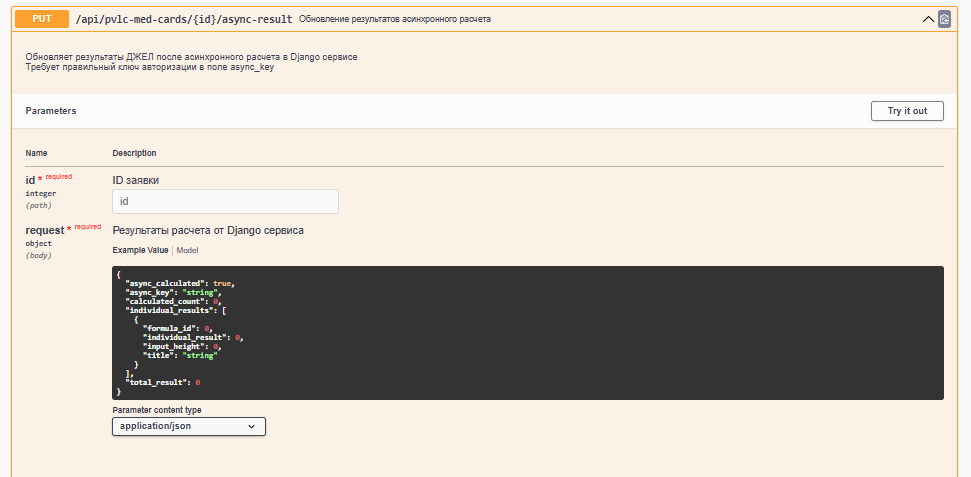 PUT /api/pvlc-med-cards/{id}/async-result Обновление результатов асинхронного расчета
Обновляет результаты ДЖЕЛ после асинхронного расчета в Django сервисе
Требует правильный ключ авторизации в поле async_key
Parameters Try it out
Name Description
id * required ID заявки
integer
(path) id
request * required Результаты расчета от Django сервиса
object
(body) Example Value | Model
{
"async_calculated": true,
"async_key": "string",
"calculated_count": 0,
"individual_results": [
{
"formula_id": 0,
"individual_result": 0,
"input_height": 0,
"title": "string"
}
],
"total_result": 0
}
Parameter content type
application/json